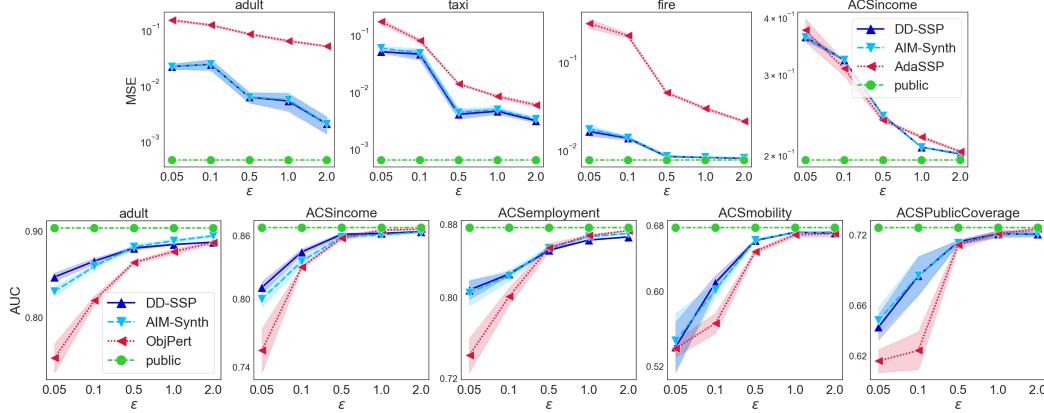 adult
taxi
fire
ACSincome
MSE
10⁻¹
10⁻²
10⁻³
0.05 0.1 0.5 1.0 2.0
ε
10⁻¹
10⁻²
10⁻³
0.05 0.1 0.5 1.0 2.0
ε
10⁻¹
10⁻²
0.05 0.1 0.5 1.0 2.0
ε
4 × 10⁻¹
3 × 10⁻¹
2 × 10⁻¹
DD-SSP
AIM-Synth
AdaSSP
public
0.05 0.1 0.5 1.0 2.0
ε
adult
ACSincome
ACSemployment
ACSmobility
ACSPublicCoverage
AUC
0.90
0.80
DD-SSP
AIM-Synth
ObjPert
public
0.05 0.1 0.5 1.0 2.0
ε
0.86
0.80
0.74
0.05 0.1 0.5 1.0 2.0
ε
0.88
0.80
0.72
0.05 0.1 0.5 1.0 2.0
ε
0.68
0.60
0.52
0.05 0.1 0.5 1.0 2.0
ε
0.72
0.66
0.62
0.05 0.1 0.5 1.0 2.0
ε